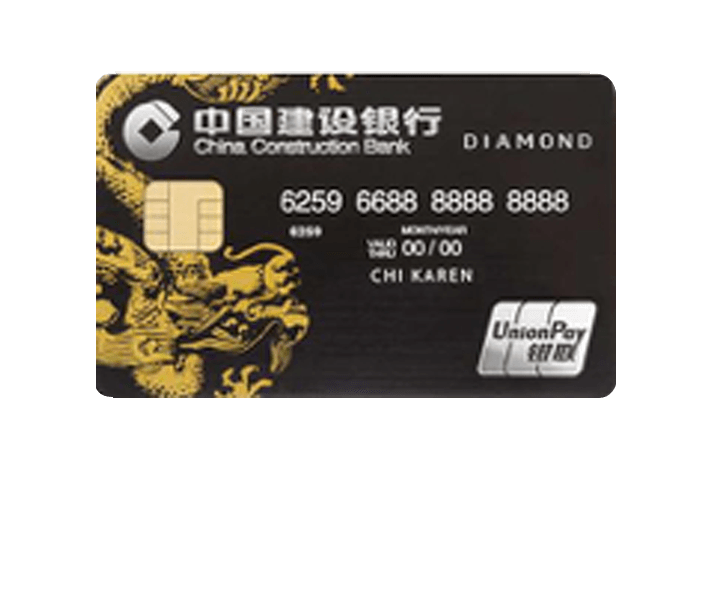 中国建设银行
China Construction Bank
DIAMOND
6259 6688 8888 8888
6259
MONTH/YEAR
VALID THRU 00/00
CHI KAREN
UnionPay
银联